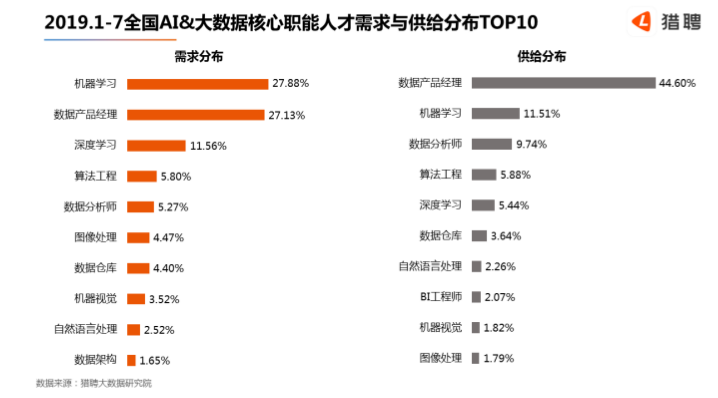 2019.1-7全国AI&大数据核心职能人才需求与供给分布TOP10
猎聘
需求分布
机器学习 27.88%
数据产品经理 27.13%
深度学习 11.56%
算法工程 5.80%
数据分析师 5.27%
图像处理 4.47%
数据仓库 4.40%
机器视觉 3.52%
自然语言处理 2.52%
数据架构 1.65%
供给分布
数据产品经理 44.60%
机器学习 11.51%
数据分析师 9.74%
算法工程 5.88%
深度学习 5.44%
数据仓库 3.64%
自然语言处理 2.26%
BI工程师 2.07%
机器视觉 1.82%
图像处理 1.79%
数据来源：猎聘大数据研究院